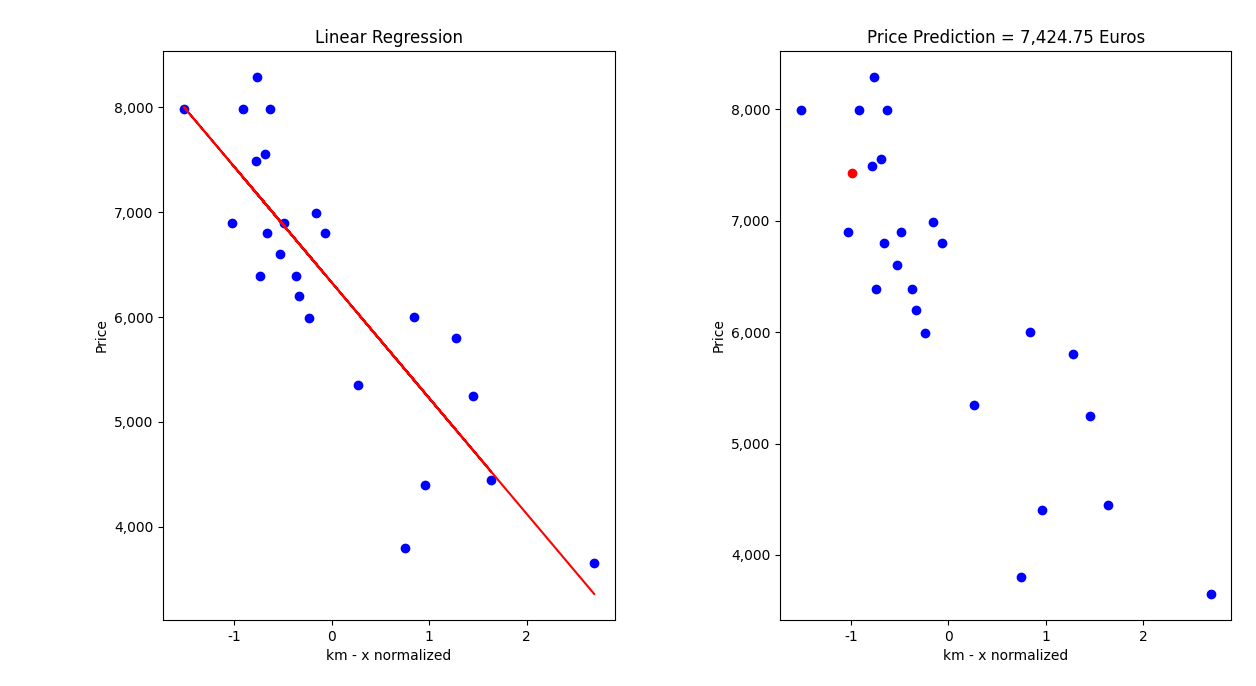 Linear Regression
8,000
7,000
6,000
5,000
4,000
Price
-1 0 1 2
km - x normalized
Price Prediction = 7,424.75 Euros
8,000
7,000
6,000
5,000
4,000
Price
-1 0 1 2
km - x normalized